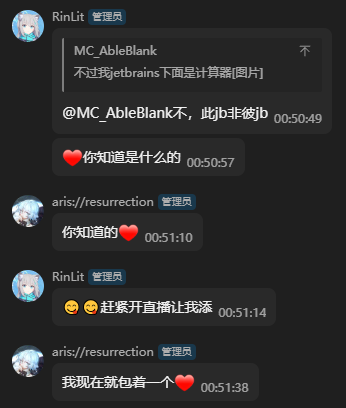 RinLit 管理员
MC_AbleBlank
不过我jetbrains下面是计算器[图片]
@MC_AbleBlank不，此jb非彼jb 00:50:49
❤️你知道是什么的 00:50:57
aris://resurrection 管理员
你知道的❤️ 00:51:10
RinLit 管理员
😋😋赶紧开直播让我添 00:51:14
aris://resurrection 管理员
我现在就包着一个❤️ 00:51:38